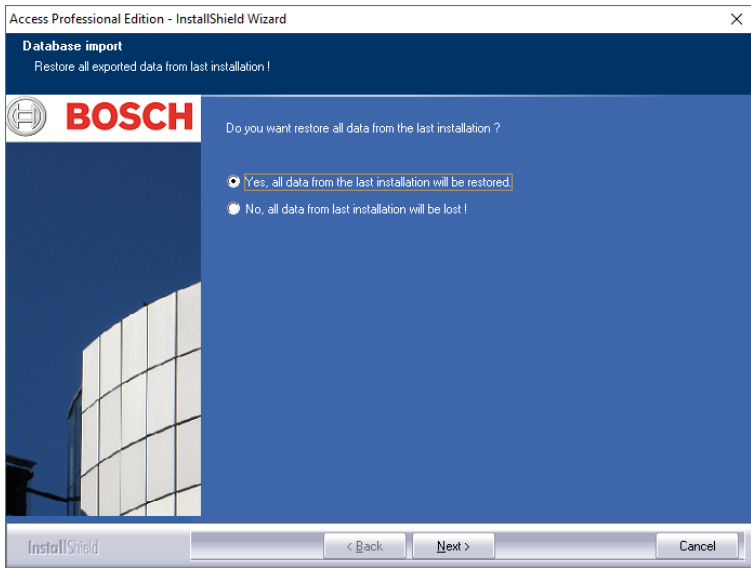 Access Professional Edition - InstallShield Wizard
Database import
Restore all exported data from last installation !
BOSCH
Do you want restore all data from the last installation ?
Yes, all data from the last installation will be restored.
No, all data from last installation will be lost !
InstallShield
< Back
Next >
Cancel